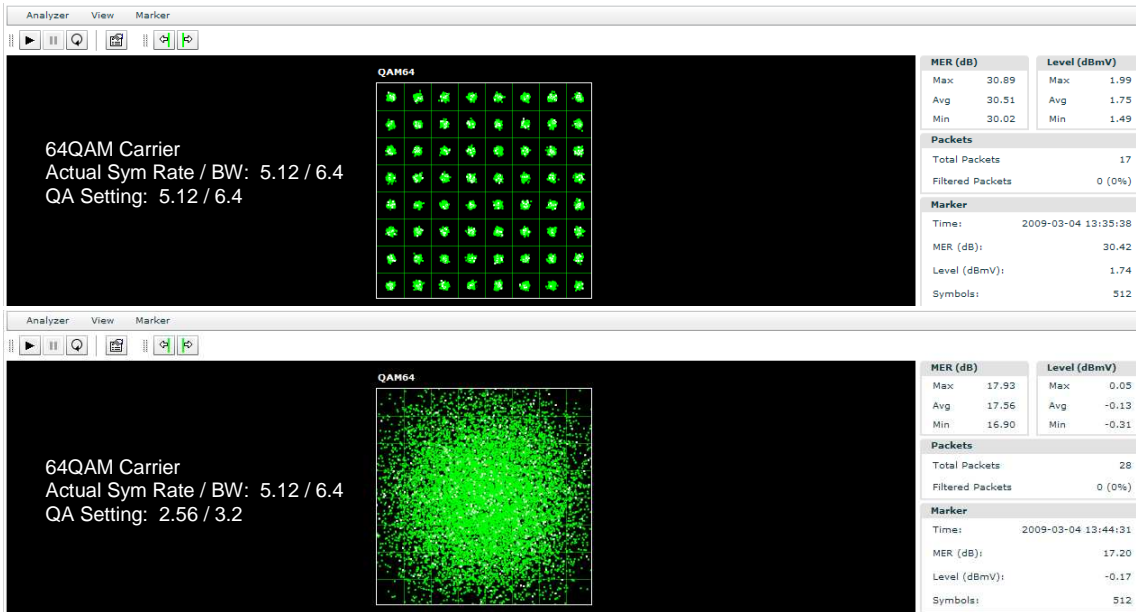 Analyzer View Marker
QAM64
64QAM Carrier
Actual Sym Rate / BW: 5.12 / 6.4
QA Setting: 5.12 / 6.4
MER (dB) Level (dBmV)
Max 30.89 Max 1.99
Avg 30.51 Avg 1.75
Min 30.02 Min 1.49
Packets
Total Packets 17
Filtered Packets 0 (0%)
Marker
Time: 2009-03-04 13:35:38
MER (dB): 30.42
Level (dBmV): 1.74
Symbols: 512
Analyzer View Marker
QAM64
64QAM Carrier
Actual Sym Rate / BW: 5.12 / 6.4
QA Setting: 2.56 / 3.2
MER (dB) Level (dBmV)
Max 17.93 Max 0.05
Avg 17.56 Avg -0.13
Min 16.90 Min -0.31
Packets
Total Packets 28
Filtered Packets 0 (0%)
Marker
Time: 2009-03-04 13:44:31
MER (dB): 17.20
Level (dBmV): -0.17
Symbols: 512